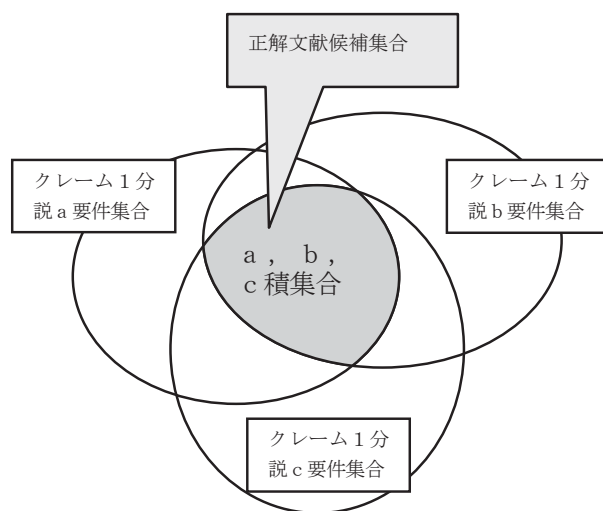 正解文献候補集合
クレーム１分
説ａ要件集合
クレーム１分
説ｂ要件集合
ａ，ｂ，
ｃ積集合
クレーム１分
説ｃ要件集合